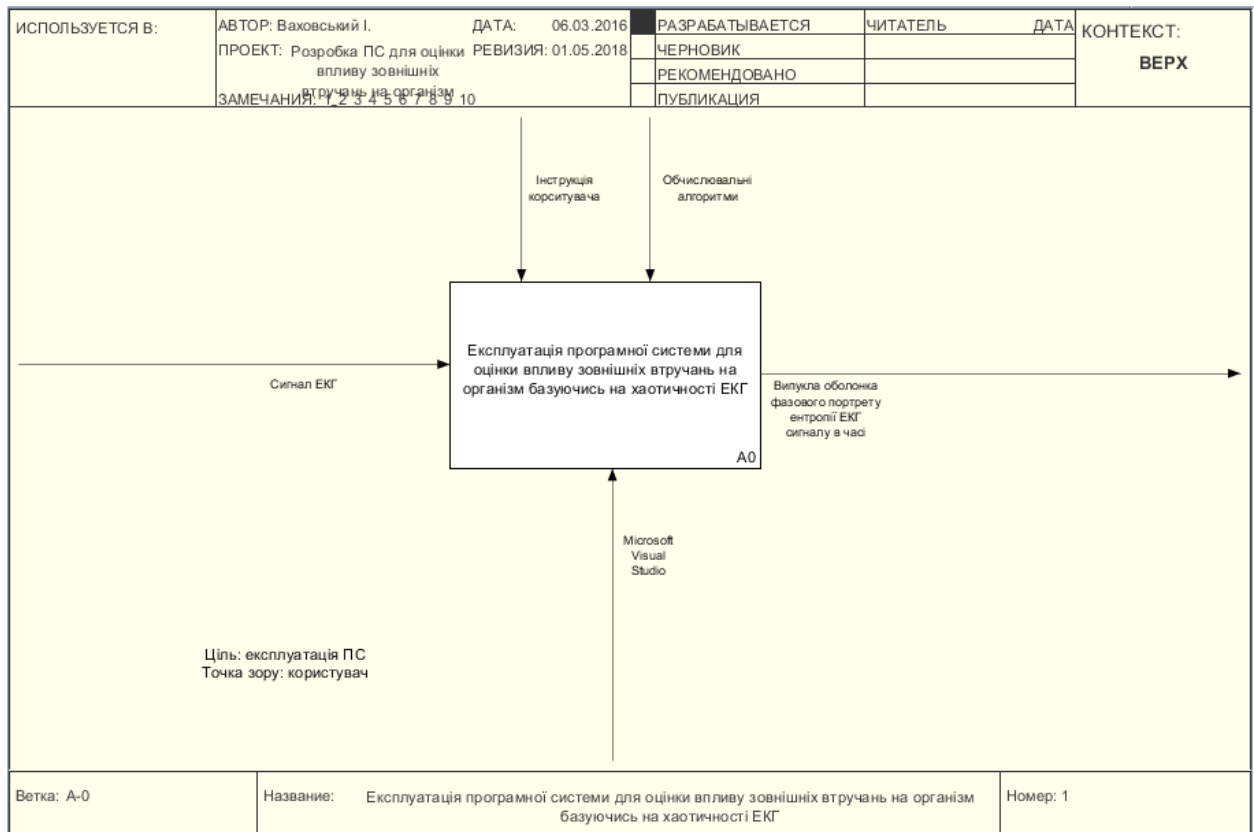 ИСПОЛЬЗУЕТСЯ В:
АВТОР: Ваховський І.
ДАТА: 06.03.2016
ПРОЕКТ: Розробка ПС для оцінки
впливу зовнішніх
втручань на організм
РЕВИЗИЯ: 01.05.2018
ЗАМЕЧАНИЯ: 1 2 3 4 5 6 7 8 9 10
РАЗРАБАТЫВАЕТСЯ
ЧЕРНОВИК
РЕКОМЕНДОВАНО
ПУБЛИКАЦИЯ
ЧИТАТЕЛЬ ДАТА
КОНТЕКСТ:
ВЕРХ
Інструкція
корситувача
Обчислювальні
алгоритми
Експлуатація програмної системи для
оцінки впливу зовнішніх втручань на
організм базуючись на хаотичності ЕКГ
A0
Сигнал ЕКГ
Випукла оболонка
фазового портрету
ентропії ЕКГ
сигналу в часі
Microsoft
Visual
Studio
Ціль: експлуатація ПС
Точка зору: користувач
Ветка: A-0
Название: Експлуатація програмної системи для оцінки впливу зовнішніх втручань на організм
базуючись на хаотичності ЕКГ
Номер: 1